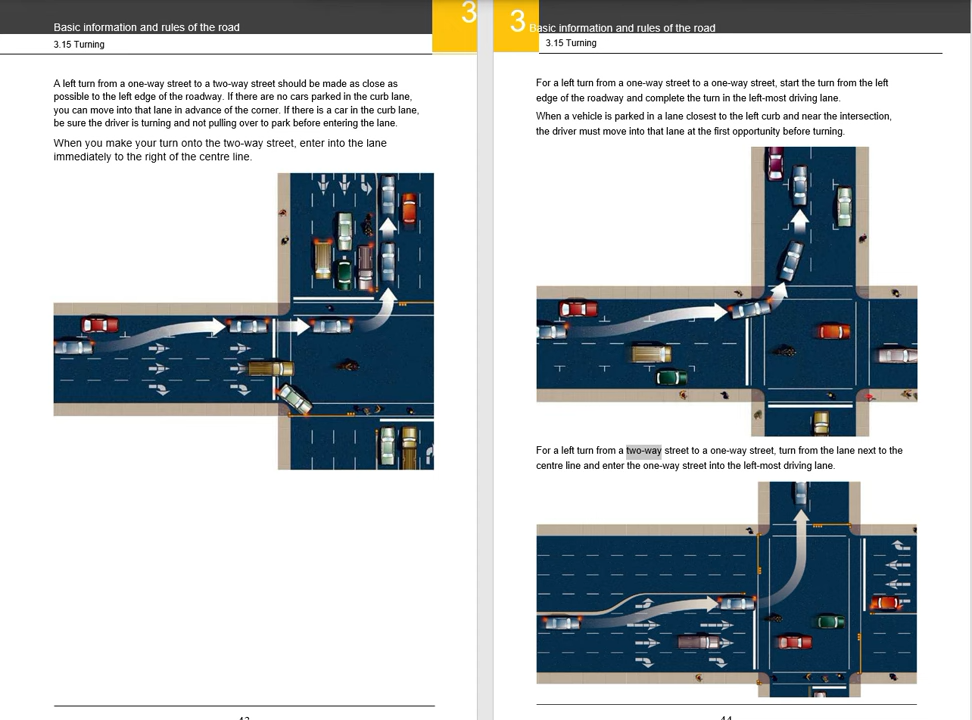 3
Basic information and rules of the road
3.15 Turning
A left turn from a one-way street to a two-way street should be made as close as
possible to the left edge of the roadway. If there are no cars parked in the curb lane,
you can move into that lane in advance of the corner. If there is a car in the curb lane,
be sure the driver is turning and not pulling over to park before entering the lane.
When you make your turn onto the two-way street, enter into the lane
immediately to the right of the centre line.
3
Basic information and rules of the road
3.15 Turning
For a left turn from a one-way street to a one-way street, start the turn from the left
edge of the roadway and complete the turn in the left-most driving lane.
When a vehicle is parked in a lane closest to the left curb and near the intersection,
the driver must move into that lane at the first opportunity before turning.
For a left turn from a two-way street to a one-way street, turn from the lane next to the
centre line and enter the one-way street into the left-most driving lane.